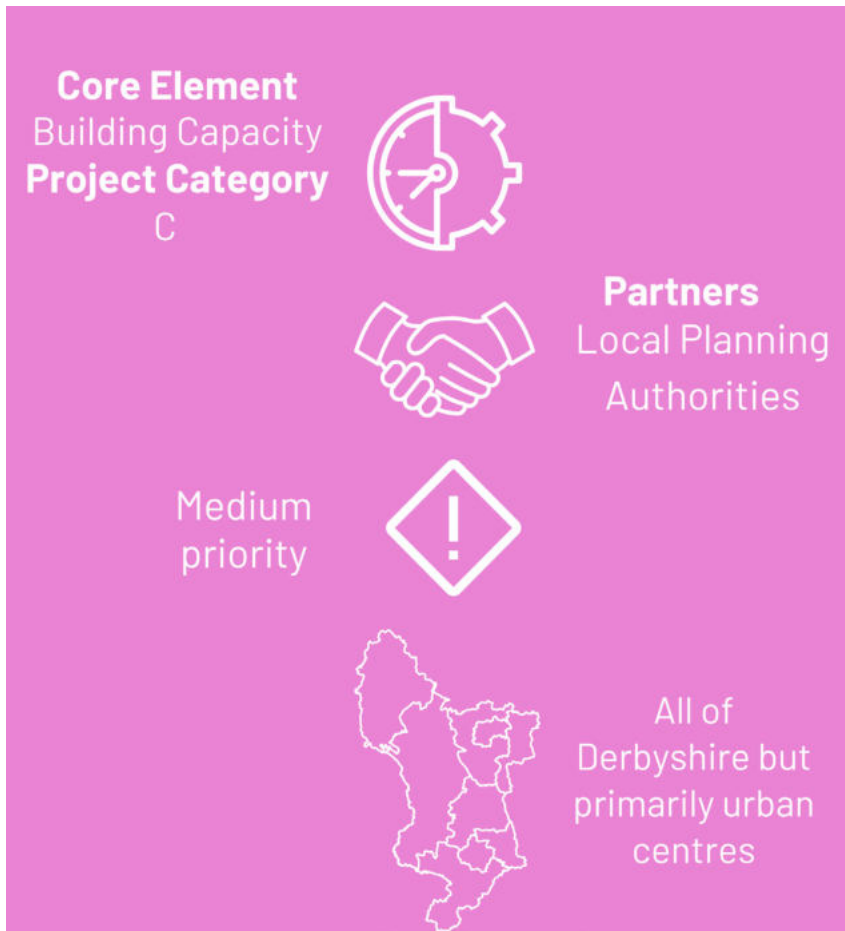 Core Element
Building Capacity
Project Category
C
Partners
Local Planning
Authorities
Medium
priority
All of
Derbyshire but
primarily urban
centres